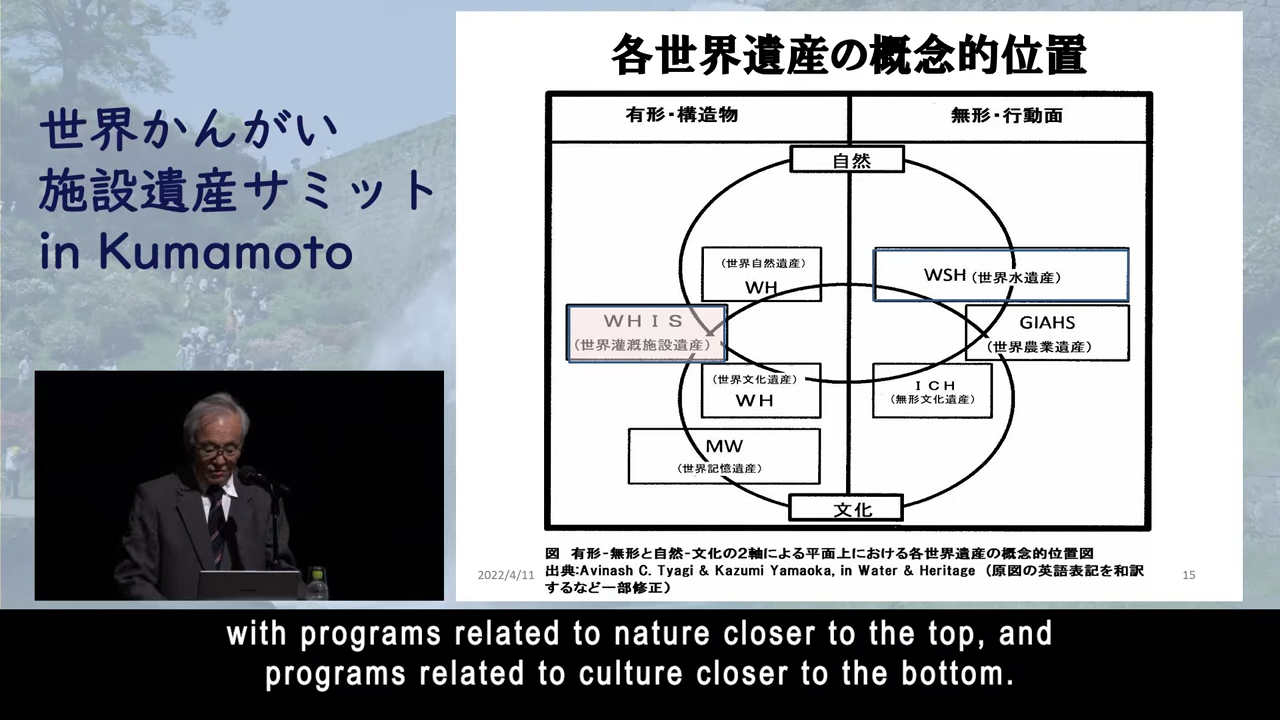 世界かんがい
施設遺産サミット
in Kumamoto
各世界遺産の概念的位置
有形・構造物
無形・行動面
自然
(世界自然遺産)
WH
WSH (世界水遺産)
ＷＨＩＳ
(世界灌漑施設遺産)
GIAHS
(世界農業遺産)
(世界文化遺産)
WH
ＩＣＨ
(無形文化遺産)
MW
(世界記憶遺産)
文化
図 有形-無形と自然-文化の2軸による平面上における各世界遺産の概念的位置図
出典:Avinash C. Tyagi & Kazumi Yamaoka, in Water & Heritage （原図の英語表記を和訳
するなど一部修正）
2022/4/11
15
with programs related to nature closer to the top, and
programs related to culture closer to the bottom.